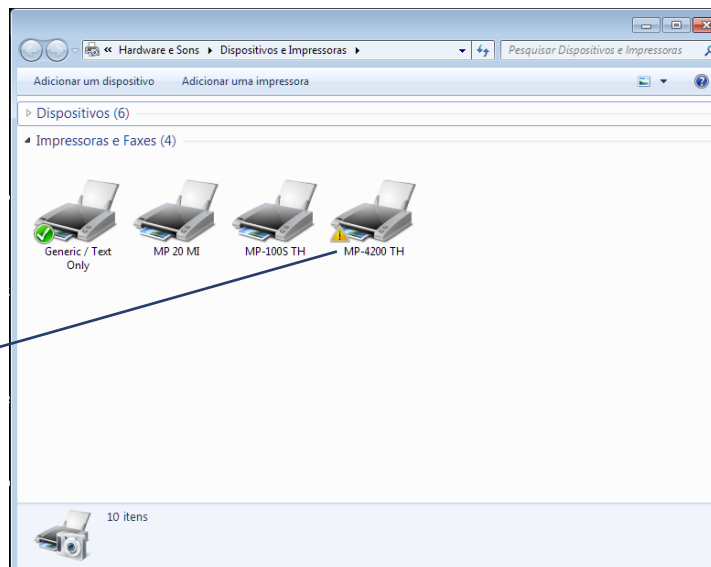 « Hardware e Sons Dispositivos e Impressoras
Pesquisar Dispositivos e Impressoras
Adicionar um dispositivo Adicionar uma impressora
Dispositivos (6)
Impressoras e Faxes (4)
Generic / Text Only
MP 20 MI
MP-100S TH
MP-4200 TH
10 itens